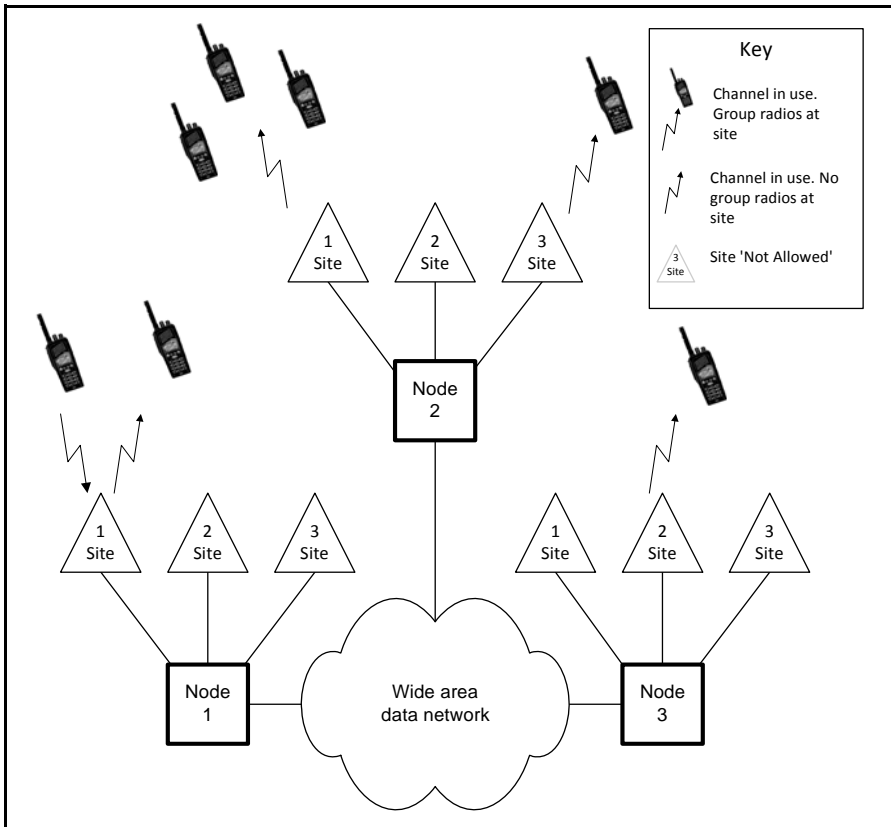 Key
Channel in use.
Group radios at
site
Channel in use. No
group radios at
site
3
Site
Site 'Not Allowed'
1
Site
2
Site
3
Site
Node
2
1
Site
2
Site
3
Site
1
Site
2
Site
3
Site
Node
1
Wide area
data network
Node
3